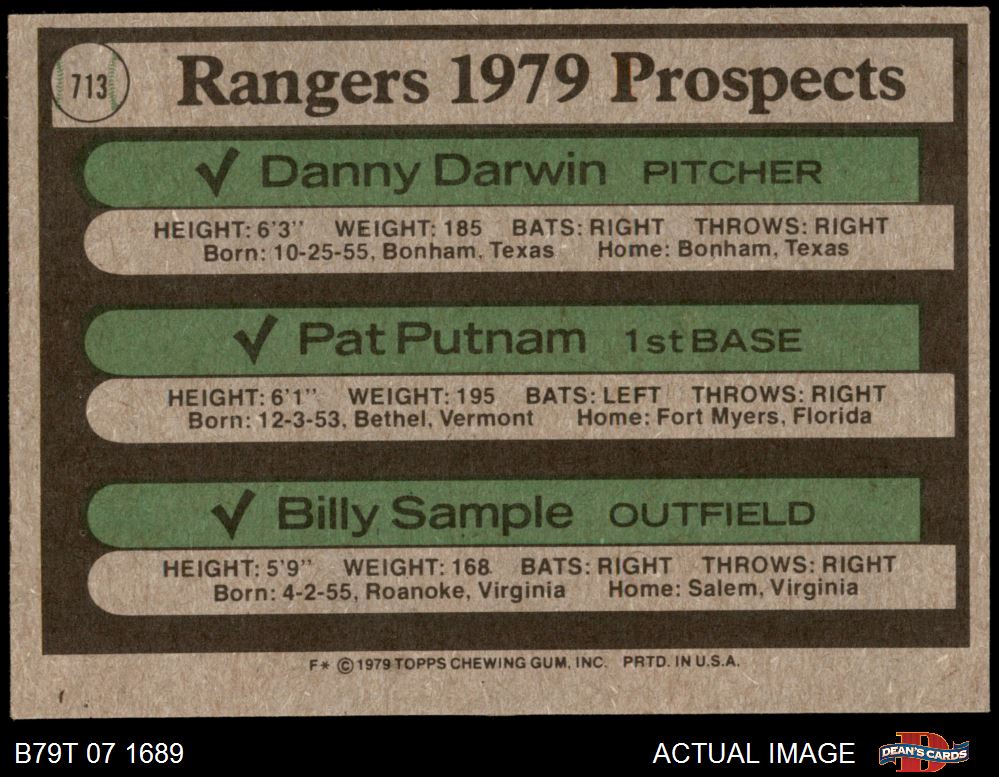 713
Rangers 1979 Prospects
✓ Danny Darwin PITCHER
HEIGHT: 6'3" WEIGHT: 185 BATS: RIGHT THROWS: RIGHT
Born: 10-25-55, Bonham, Texas Home: Bonham, Texas
✓ Pat Putnam 1st BASE
HEIGHT: 6'1" WEIGHT: 195 BATS: LEFT THROWS: RIGHT
Born: 12-3-53, Bethel, Vermont Home: Fort Myers, Florida
✓ Billy Sample OUTFIELD
HEIGHT: 5'9" WEIGHT: 168 BATS: RIGHT THROWS: RIGHT
Born: 4-2-55, Roanoke, Virginia Home: Salem, Virginia
F* © 1979 TOPPS CHEWING GUM, INC. PRTD. IN U.S.A.
B79T 07 1689 ACTUAL IMAGE D DEAN'S CARDS